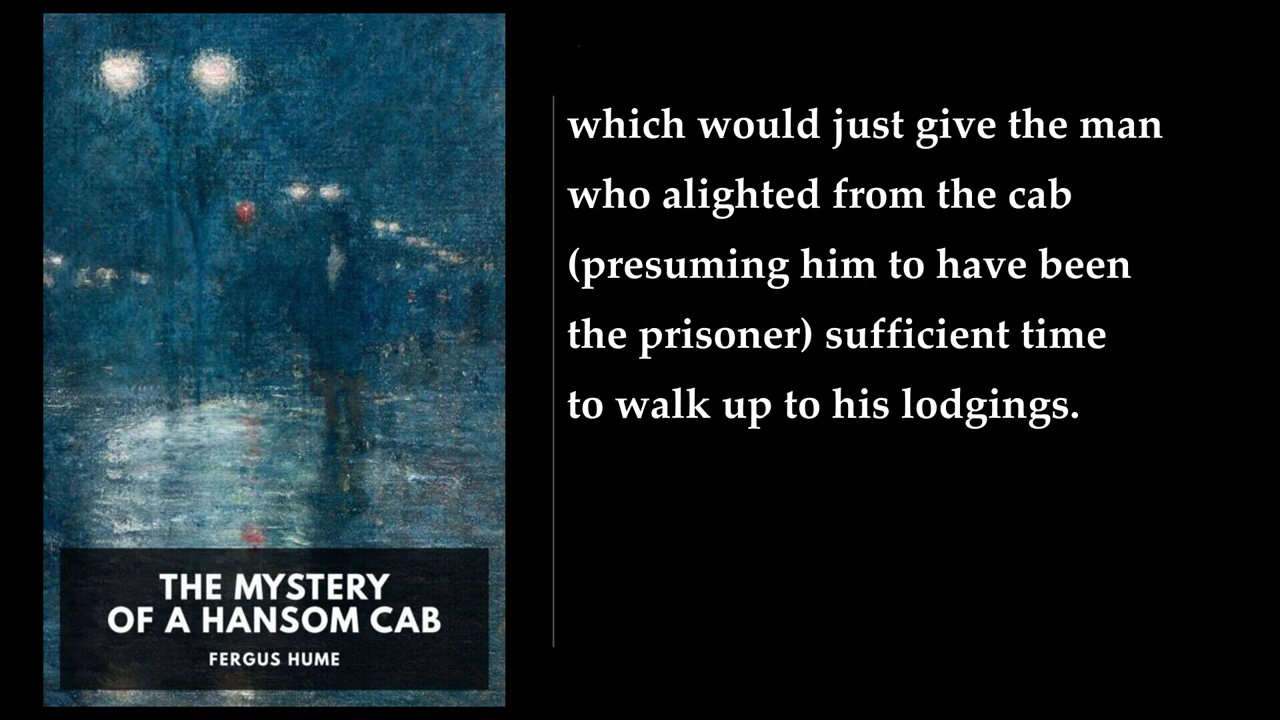 which would just give the man
who alighted from the cab
(presuming him to have been
the prisoner) sufficient time
to walk up to his lodgings.
THE MYSTERY
OF A HANSOM CAB
FERGUS HUME